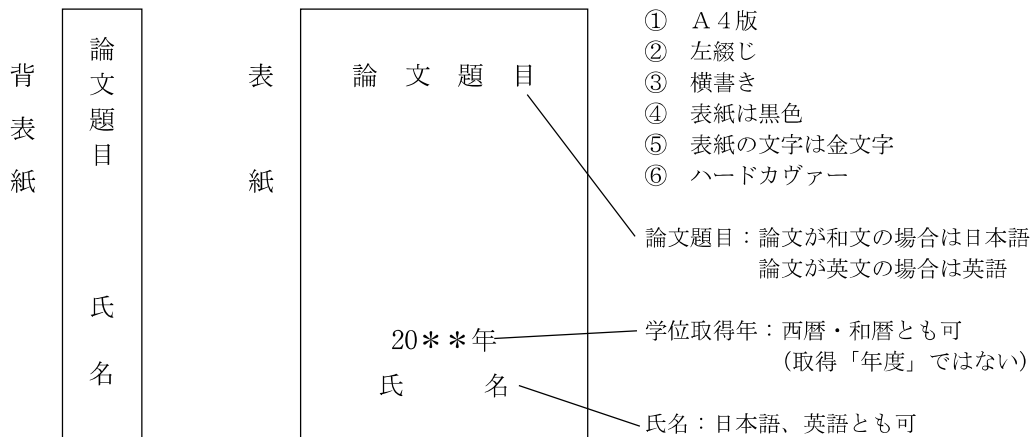 背表紙
論文題目
氏名
表紙
論文題目
20＊＊年
氏名
① Ａ４版
② 左綴じ
③ 横書き
④ 表紙は黒色
⑤ 表紙の文字は金文字
⑥ ハードカヴァー
論文題目：論文が和文の場合は日本語
論文が英文の場合は英語
学位取得年：西暦・和暦とも可
（取得「年度」ではない）
氏名：日本語、英語とも可